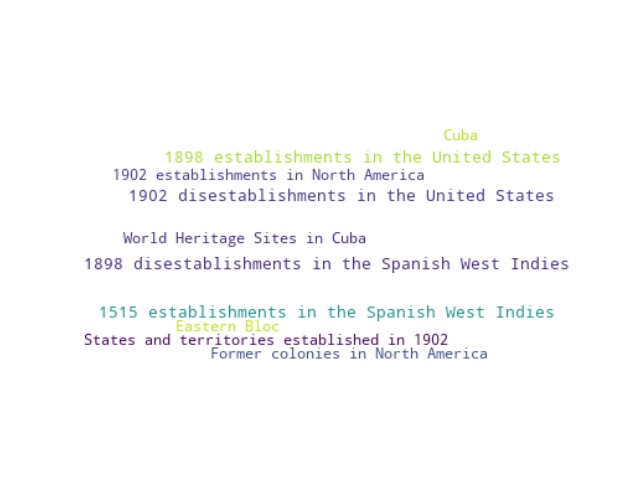 Cuba
1898 establishments in the United States
1902 establishments in North America
1902 disestablishments in the United States
World Heritage Sites in Cuba
1898 disestablishments in the Spanish West Indies
1515 establishments in the Spanish West Indies
Eastern Bloc
States and territories established in 1902
Former colonies in North America